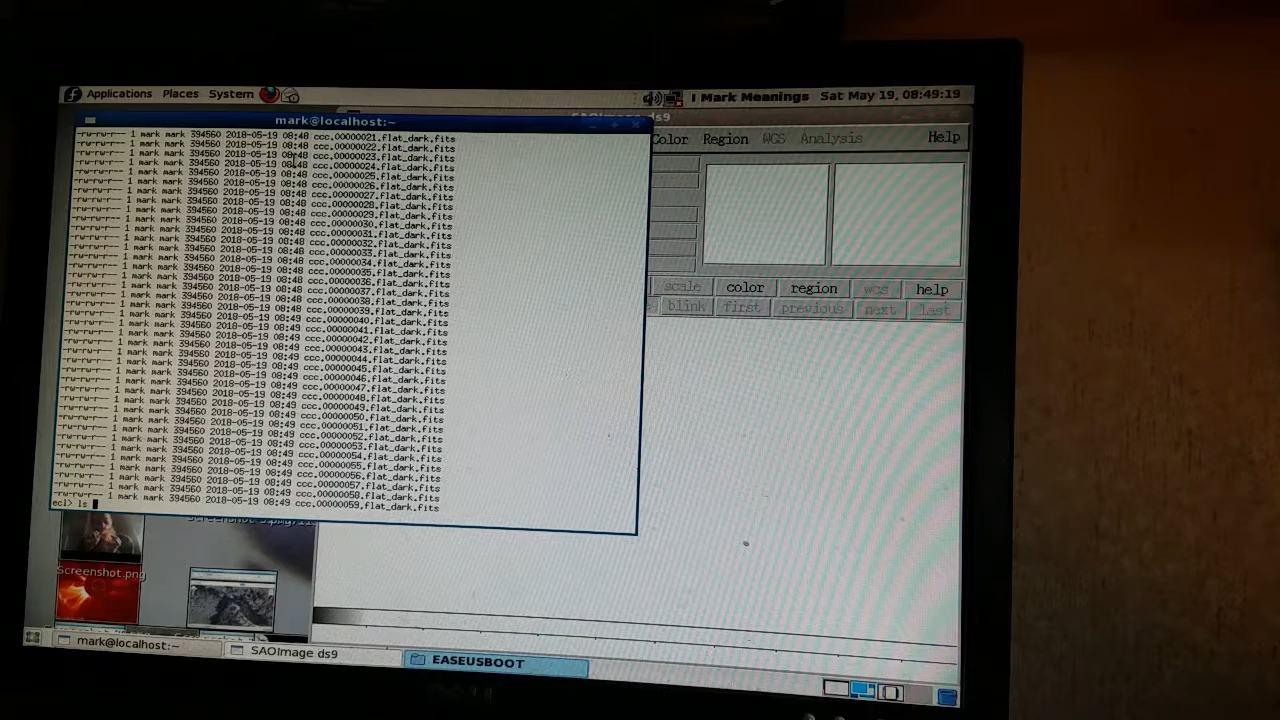 Applications Places System Mark Meanings Sat May 19, 08:49:19
mark@localhost:~
-rw-rw-r-- 1 mark mark 394560 2018-05-19 08:48 ccc.00000021.flat_dark.fits
-rw-rw-r-- 1 mark mark 394560 2018-05-19 08:48 ccc.00000022.flat_dark.fits
-rw-rw-r-- 1 mark mark 394560 2018-05-19 08:48 ccc.00000023.flat_dark.fits
-rw-rw-r-- 1 mark mark 394560 2018-05-19 08:48 ccc.00000024.flat_dark.fits
-rw-rw-r-- 1 mark mark 394560 2018-05-19 08:48 ccc.00000025.flat_dark.fits
-rw-rw-r-- 1 mark mark 394560 2018-05-19 08:48 ccc.00000026.flat_dark.fits
-rw-rw-r-- 1 mark mark 394560 2018-05-19 08:48 ccc.00000027.flat_dark.fits
-rw-rw-r-- 1 mark mark 394560 2018-05-19 08:48 ccc.00000028.flat_dark.fits
-rw-rw-r-- 1 mark mark 394560 2018-05-19 08:48 ccc.00000029.flat_dark.fits
-rw-rw-r-- 1 mark mark 394560 2018-05-19 08:48 ccc.00000030.flat_dark.fits
-rw-rw-r-- 1 mark mark 394560 2018-05-19 08:48 ccc.00000031.flat_dark.fits
-rw-rw-r-- 1 mark mark 394560 2018-05-19 08:48 ccc.00000032.flat_dark.fits
-rw-rw-r-- 1 mark mark 394560 2018-05-19 08:48 ccc.00000033.flat_dark.fits
-rw-rw-r-- 1 mark mark 394560 2018-05-19 08:48 ccc.00000034.flat_dark.fits
-rw-rw-r-- 1 mark mark 394560 2018-05-19 08:48 ccc.00000035.flat_dark.fits
-rw-rw-r-- 1 mark mark 394560 2018-05-19 08:48 ccc.00000036.flat_dark.fits
-rw-rw-r-- 1 mark mark 394560 2018-05-19 08:48 ccc.00000037.flat_dark.fits
-rw-rw-r-- 1 mark mark 394560 2018-05-19 08:48 ccc.00000038.flat_dark.fits
-rw-rw-r-- 1 mark mark 394560 2018-05-19 08:48 ccc.00000039.flat_dark.fits
-rw-rw-r-- 1 mark mark 394560 2018-05-19 08:49 ccc.00000040.flat_dark.fits
-rw-rw-r-- 1 mark mark 394560 2018-05-19 08:49 ccc.00000041.flat_dark.fits
-rw-rw-r-- 1 mark mark 394560 2018-05-19 08:49 ccc.00000042.flat_dark.fits
-rw-rw-r-- 1 mark mark 394560 2018-05-19 08:49 ccc.00000043.flat_dark.fits
-rw-rw-r-- 1 mark mark 394560 2018-05-19 08:49 ccc.00000044.flat_dark.fits
-rw-rw-r-- 1 mark mark 394560 2018-05-19 08:49 ccc.00000045.flat_dark.fits
-rw-rw-r-- 1 mark mark 394560 2018-05-19 08:49 ccc.00000046.flat_dark.fits
-rw-rw-r-- 1 mark mark 394560 2018-05-19 08:49 ccc.00000047.flat_dark.fits
-rw-rw-r-- 1 mark mark 394560 2018-05-19 08:49 ccc.00000048.flat_dark.fits
-rw-rw-r-- 1 mark mark 394560 2018-05-19 08:49 ccc.00000049.flat_dark.fits
-rw-rw-r-- 1 mark mark 394560 2018-05-19 08:49 ccc.00000050.flat_dark.fits
-rw-rw-r-- 1 mark mark 394560 2018-05-19 08:49 ccc.00000051.flat_dark.fits
-rw-rw-r-- 1 mark mark 394560 2018-05-19 08:49 ccc.00000052.flat_dark.fits
-rw-rw-r-- 1 mark mark 394560 2018-05-19 08:49 ccc.00000053.flat_dark.fits
-rw-rw-r-- 1 mark mark 394560 2018-05-19 08:49 ccc.00000054.flat_dark.fits
-rw-rw-r-- 1 mark mark 394560 2018-05-19 08:49 ccc.00000055.flat_dark.fits
-rw-rw-r-- 1 mark mark 394560 2018-05-19 08:49 ccc.00000056.flat_dark.fits
-rw-rw-r-- 1 mark mark 394560 2018-05-19 08:49 ccc.00000057.flat_dark.fits
-rw-rw-r-- 1 mark mark 394560 2018-05-19 08:49 ccc.00000058.flat_dark.fits
-rw-rw-r-- 1 mark mark 394560 2018-05-19 08:49 ccc.00000059.flat_dark.fits
ecl> ls
ds9
Color Region WCS Analysis Help
scale color region wcs help
blink first previous next last
Screenshot.png
mark@localhost:~ SAOImage ds9 EASEUSBOOT